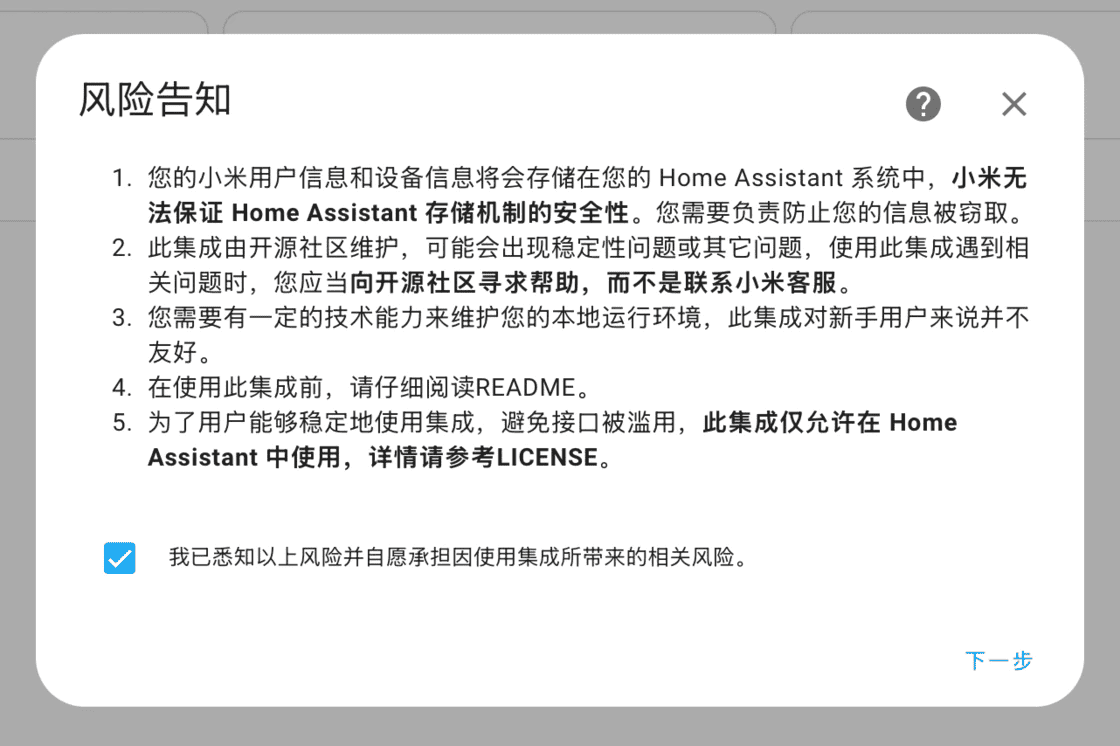 风险告知
1. 您的小米用户信息和设备信息将会存储在您的 Home Assistant 系统中，小米无
法保证 Home Assistant 存储机制的安全性。您需要负责防止您的信息被窃取。
2. 此集成由开源社区维护，可能会出现稳定性问题或其它问题，使用此集成遇到相
关问题时，您应当向开源社区寻求帮助，而不是联系小米客服。
3. 您需要有一定的技术能力来维护您的本地运行环境，此集成对新手用户来说并不
友好。
4. 在使用此集成前，请仔细阅读README。
5. 为了用户能够稳定地使用集成，避免接口被滥用，此集成仅允许在 Home
Assistant 中使用，详情请参考LICENSE。
我已悉知以上风险并自愿承担因使用集成所带来的相关风险。
下一步